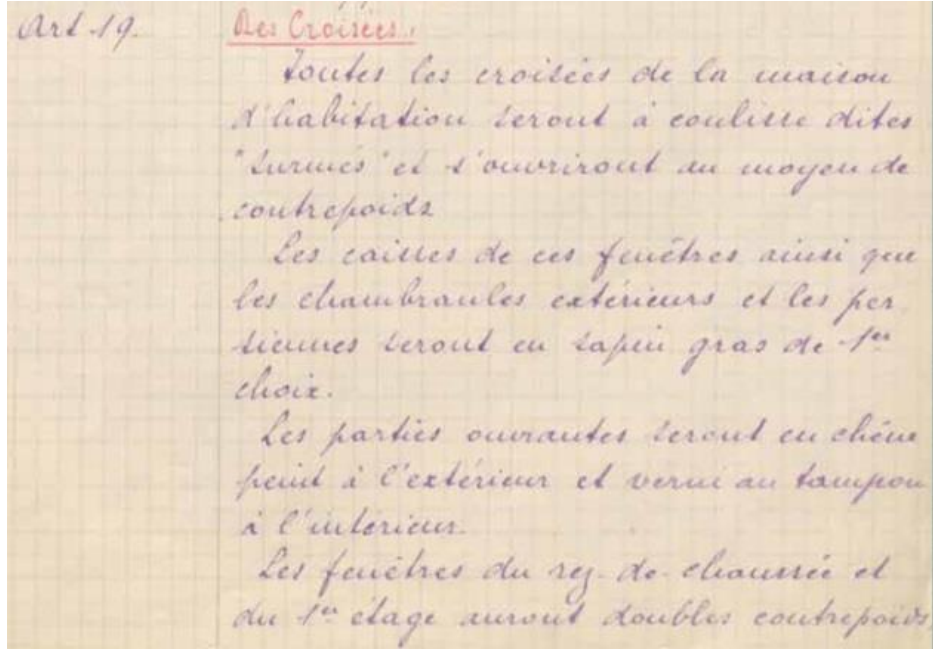 Art. 19. Des Croisées.
Toutes les croisées de la maison
d'habitation seront à coulisse dites
et s'ouvriront au moyen de
contrepoids
Les caisses de ces fenêtres ainsi que
les chambranles extérieurs et les per
siennes seront en sapin gras de 1er
choix.
Les parties ouvrantes seront en chêne
peint à l'extérieur et verni au tampon
à l'intérieur.
Les fenêtres du rez-de-chaussée et
du 1er étage auront doubles contrepoids,